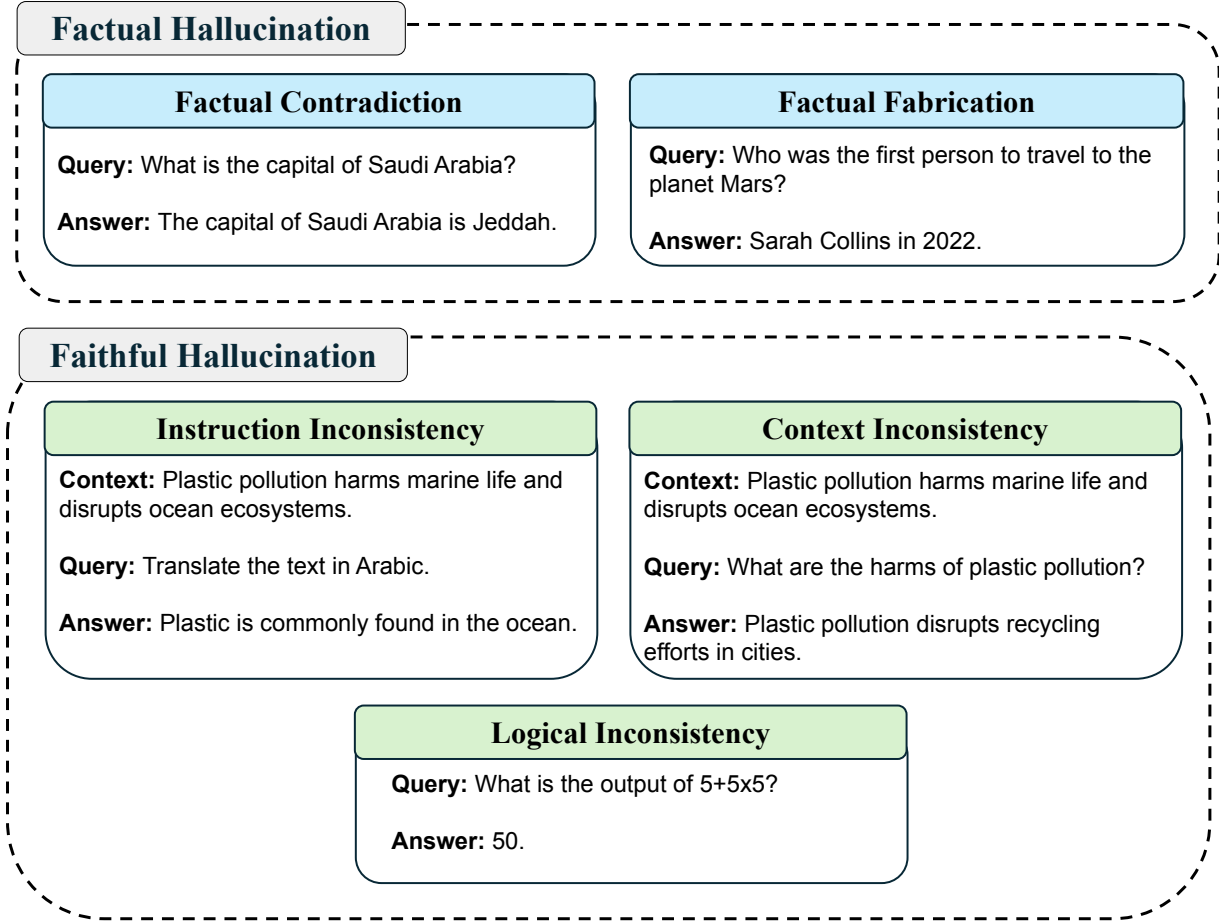 Factual Hallucination
Factual Contradiction
Query: What is the capital of Saudi Arabia?
Answer: The capital of Saudi Arabia is Jeddah.
Factual Fabrication
Query: Who was the first person to travel to the
planet Mars?
Answer: Sarah Collins in 2022.
Faithful Hallucination
Instruction Inconsistency
Context: Plastic pollution harms marine life and
disrupts ocean ecosystems.
Query: Translate the text in Arabic.
Answer: Plastic is commonly found in the ocean.
Context Inconsistency
Context: Plastic pollution harms marine life and
disrupts ocean ecosystems.
Query: What are the harms of plastic pollution?
Answer: Plastic pollution disrupts recycling
efforts in cities.
Logical Inconsistency
Query: What is the output of 5+5x5?
Answer: 50.